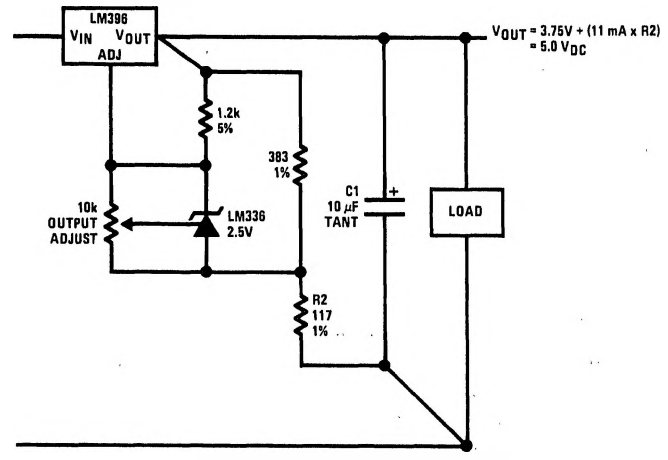 LM396
VIN VOUT
ADJ
VOUT = 3.75V + (11 mA x R2)
= 5.0 VDC
1.2k
5%
383
1%
10k
OUTPUT
ADJUST
LM336
2.5V
C1
10 µF
TANT
+
LOAD
R2
117
1%